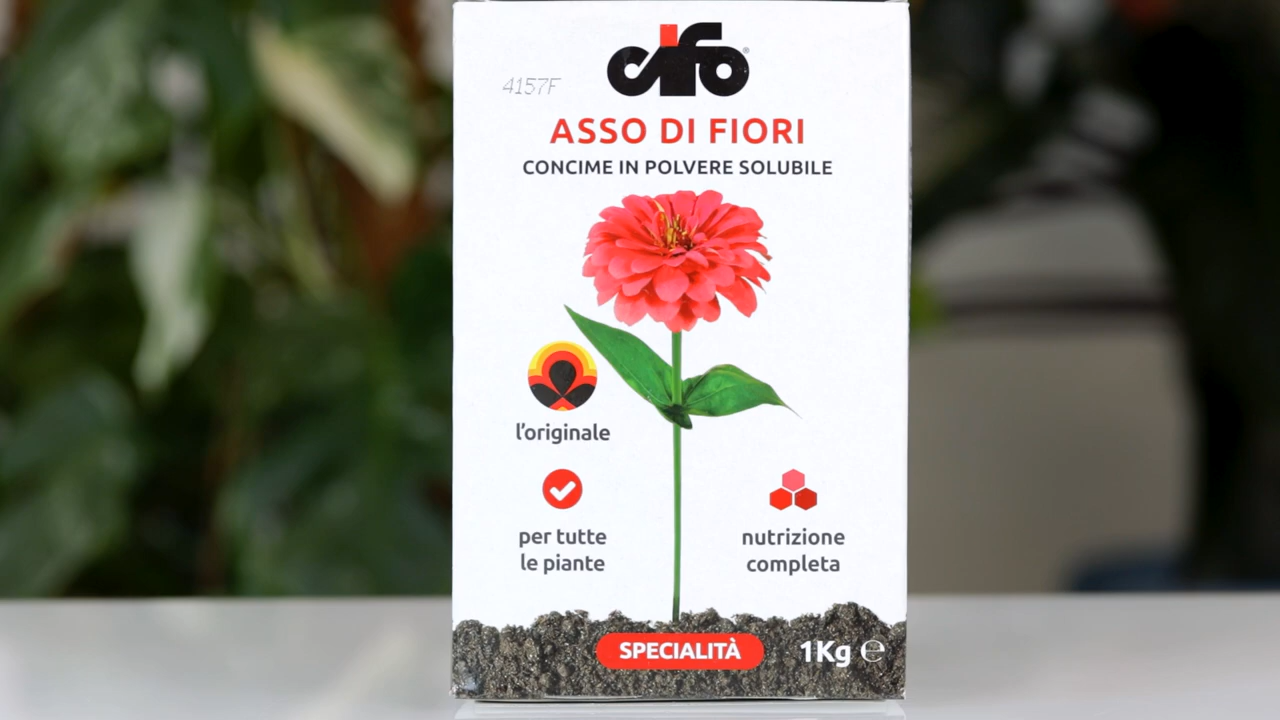 cifo®
4157F
ASSO DI FIORI
CONCIME IN POLVERE SOLUBILE
l'originale
per tutte
le piante
nutrizione
completa
SPECIALITÀ
1Kg ℮